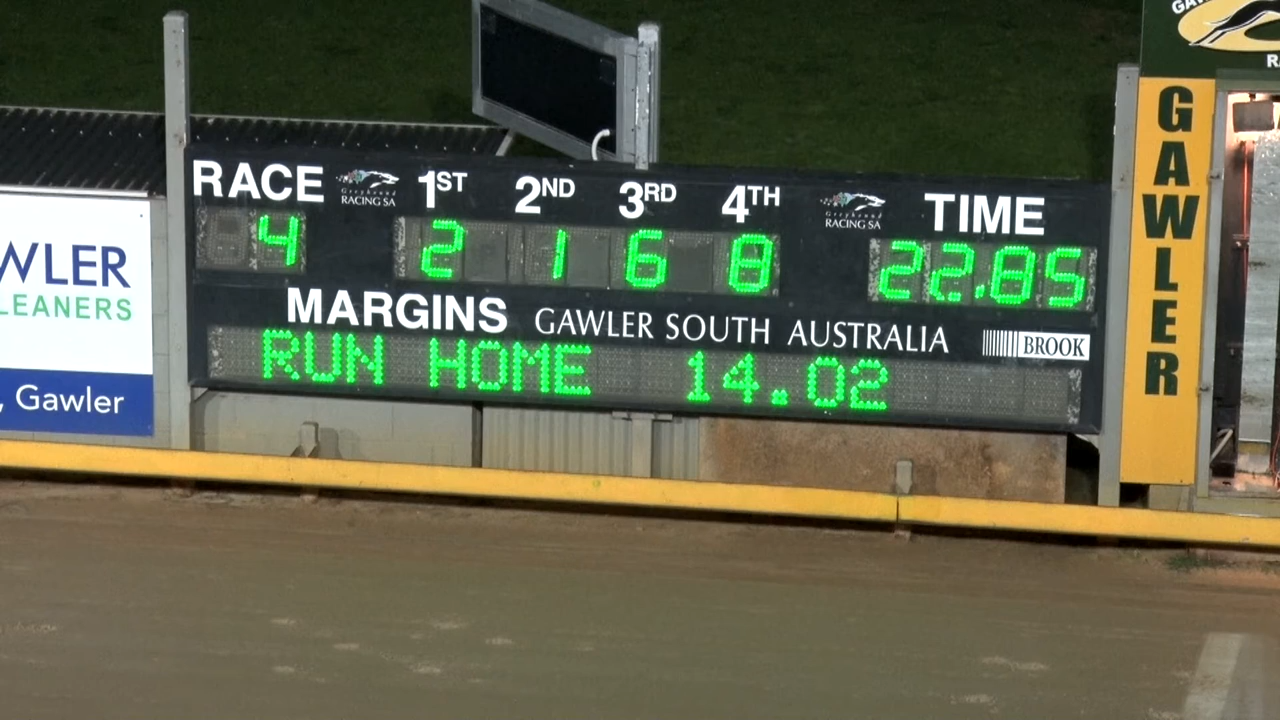 RACE
Greyhound
RACING SA
1ST
2ND
3RD
4TH
Greyhound
RACING SA
TIME
4
2
1
6
8
22.85
MARGINS
GAWLER SOUTH AUSTRALIA
BROOK
RUN HOME 14.02
WLER
LEANERS
, Gawler
GAWLER